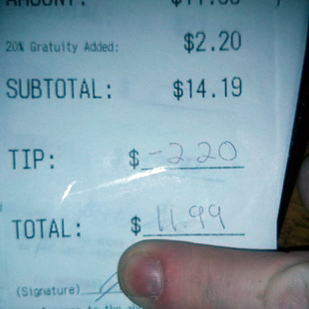 20% Gratuity Added: $2.20
SUBTOTAL: $14.19
TIP: $ -2.20
TOTAL: $ 11.99
(Signature)